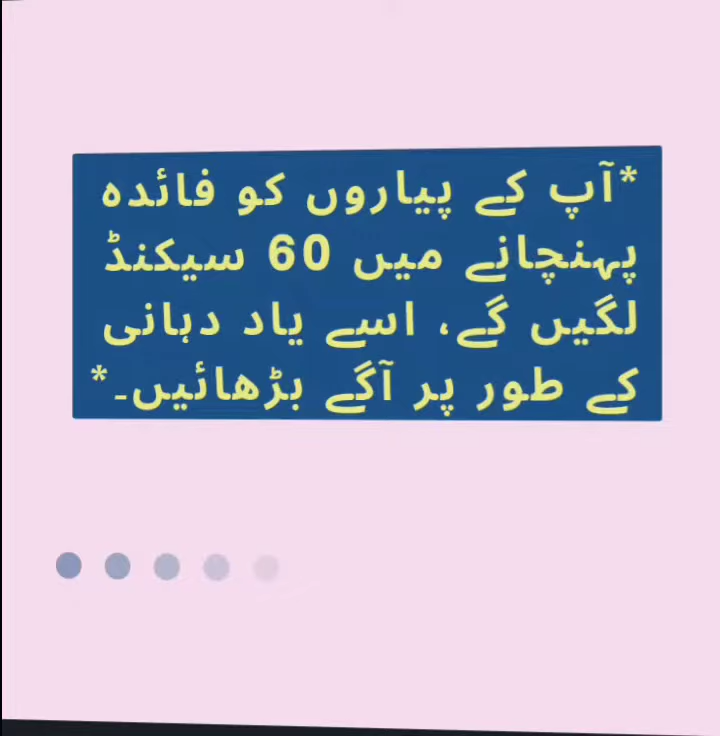 *آپ کے پیاروں کو فائدہ
پہنچانے میں 60 سیکنڈ
لگیں گے، اسے یاد دہانی
کے طور پر آگے بڑھائیں۔*